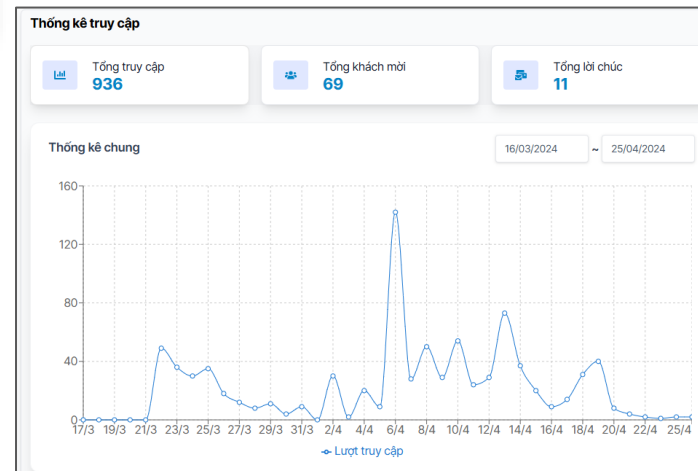 Thống kê truy cập
Tổng truy cập
936
Tổng khách mời
69
Tổng lời chúc
11
Thống kê chung
16/03/2024 ~ 25/04/2024
160
120
80
40
0
17/3 19/3 21/3 23/3 25/3 27/3 29/3 31/3 2/4 4/4 6/4 8/4 10/4 12/4 14/4 16/4 18/4 20/4 22/4 25/4
Lượt truy cập